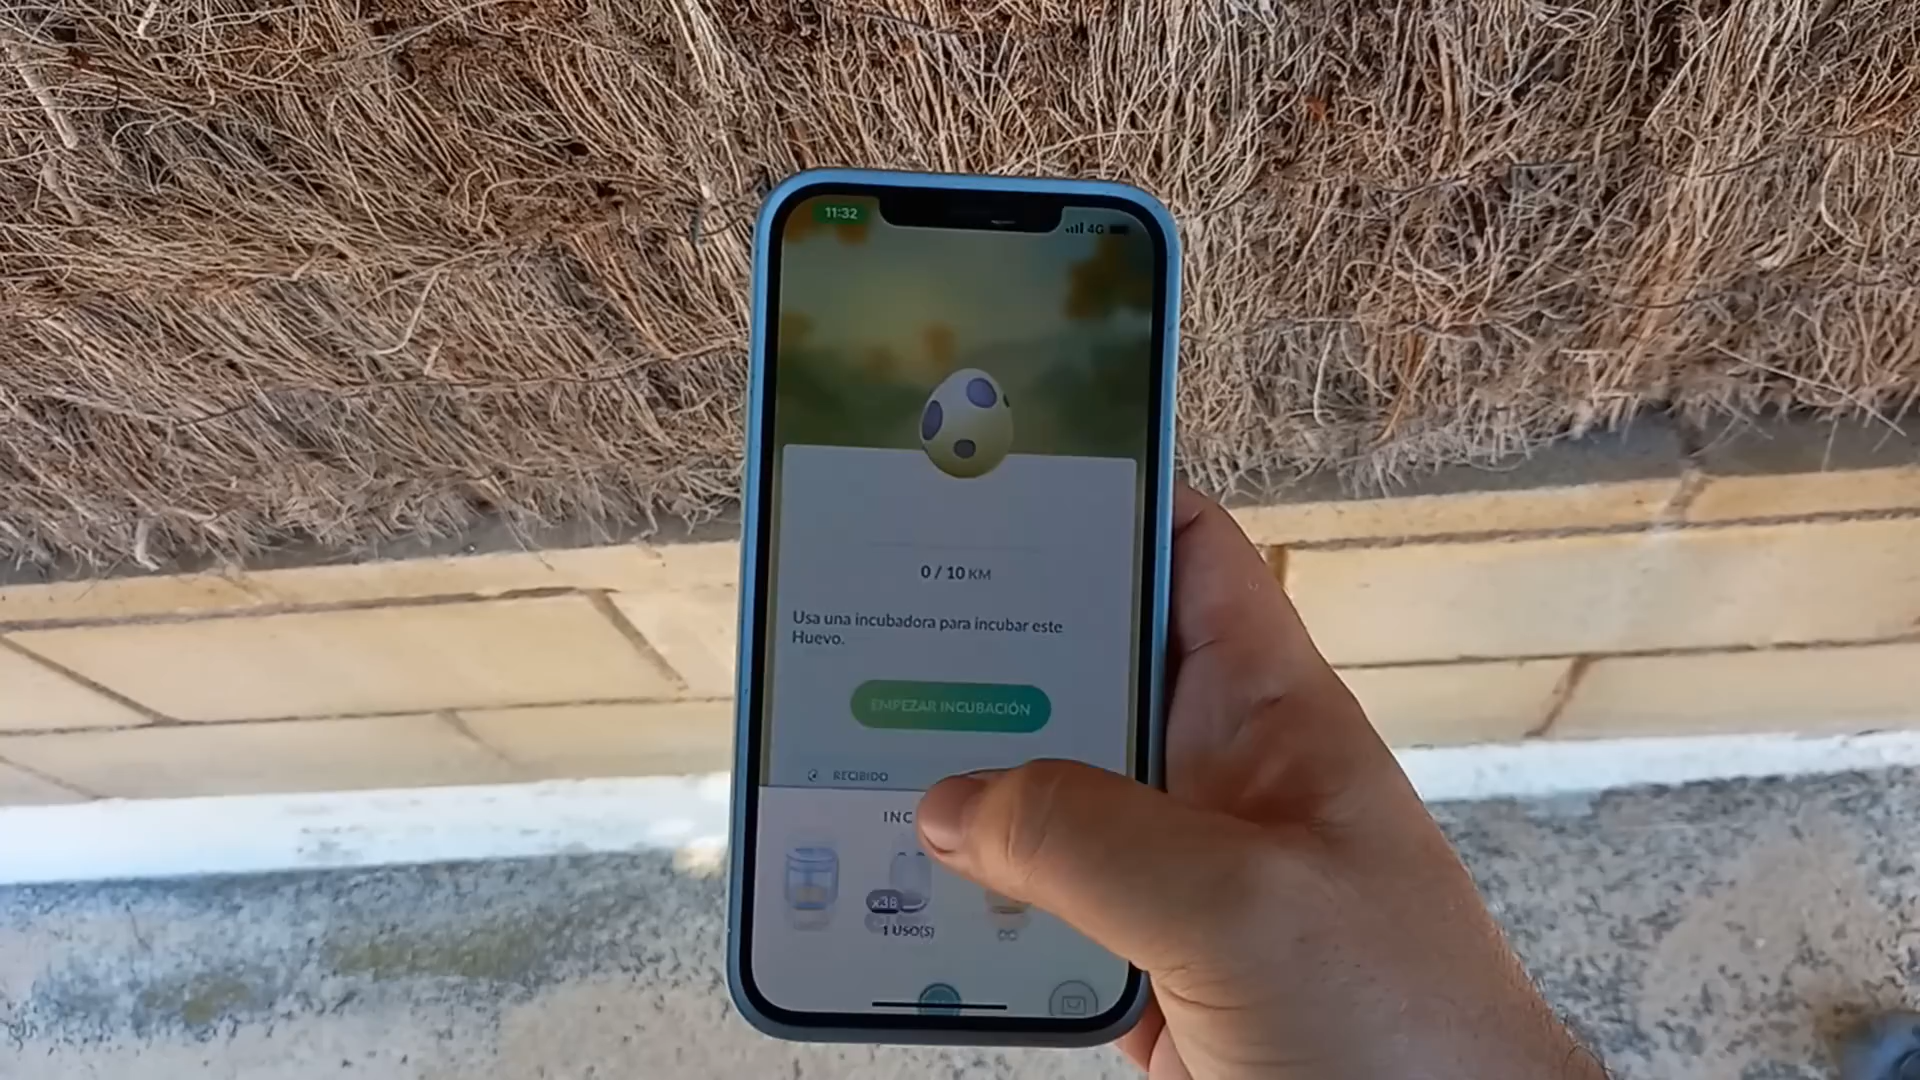 11:32
4G
0 / 10 KM
Usa una incubadora para incubar este
Huevo.
EMPEZAR INCUBACIÓN
RECIBIDO
INC
x38
1 USO(S)